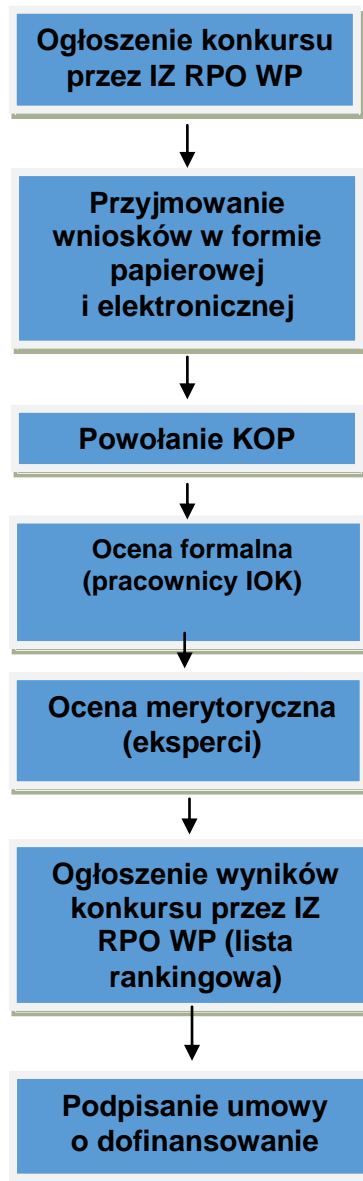 Ogłoszenie konkursu
przez IZ RPO WP
Przyjmowanie
wniosków w formie
papierowej
i elektronicznej
Powołanie KOP
Ocena formalna
(pracownicy IOK)
Ocena merytoryczna
(eksperci)
Ogłoszenie wyników
konkursu przez IZ
RPO WP (lista
rankingowa)
Podpisanie umowy
o dofinansowanie